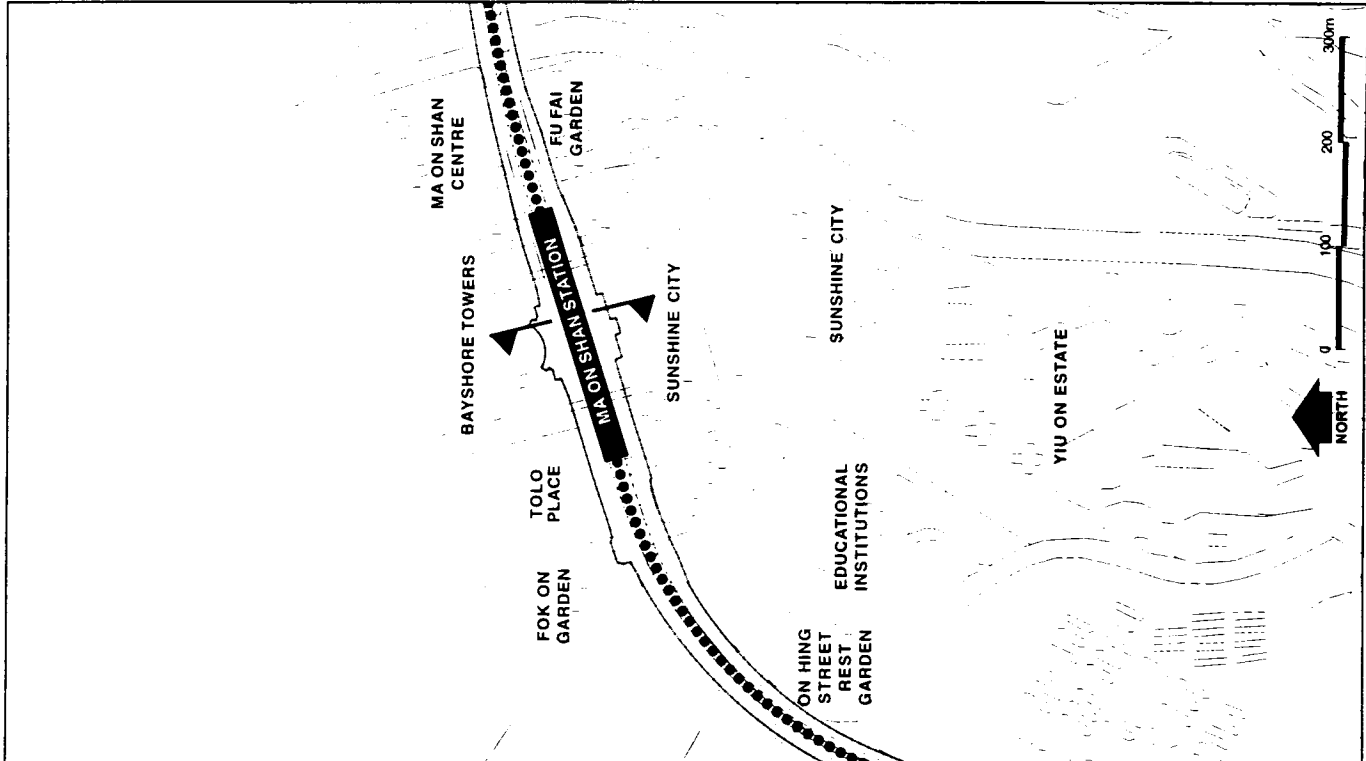 MA ON SHAN
CENTRE
BAYSHORE TOWERS
FOK ON
GARDEN
TOLO
PLACE
FU FAI
GARDEN
MA ON SHAN STATION
SUNSHINE CITY
ON HING
STREET
REST
GARDEN
EDUCATIONAL
INSTITUTIONS
SUNSHINE CITY
YIU ON ESTATE
NORTH
0 100 200 300m